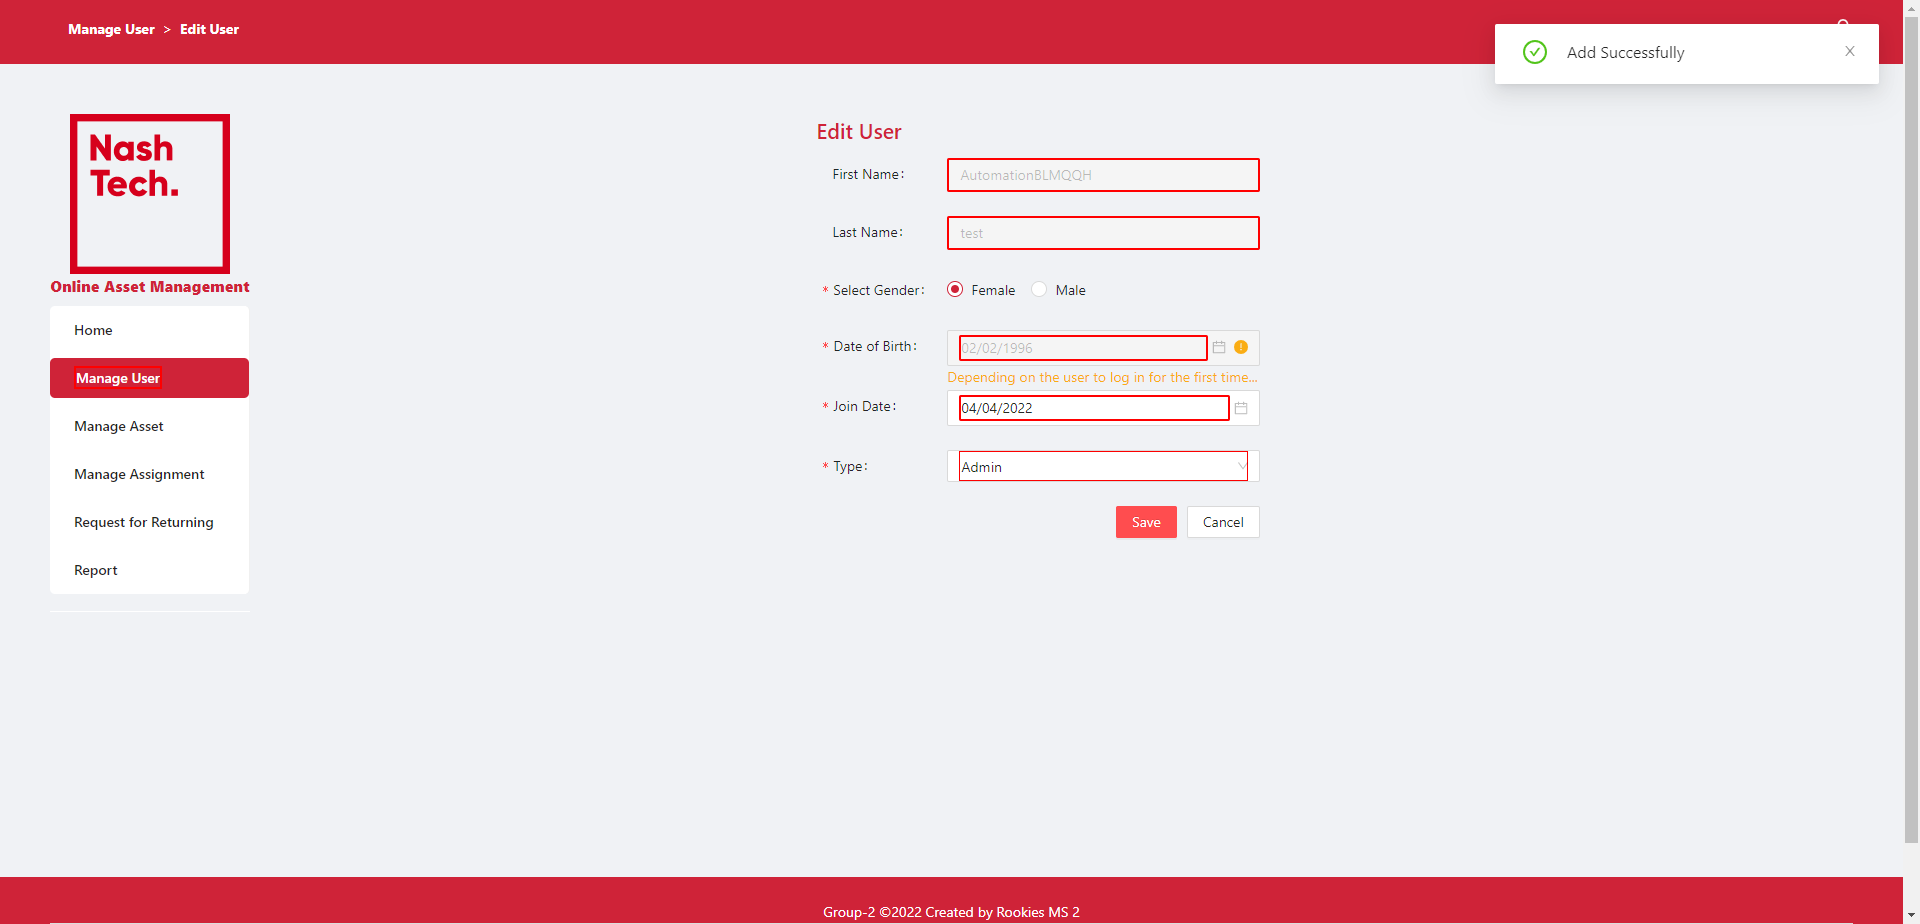 Manage User > Edit User
Add Successfully
Nash
Tech.
Online Asset Management
Home
Manage User
Manage Asset
Manage Assignment
Request for Returning
Report
Edit User
First Name: AutomationBLMQQH
Last Name: test
* Select Gender: Female Male
* Date of Birth: 02/02/1996
Depending on the user to log in for the first time...
* Join Date: 04/04/2022
* Type: Admin
Save Cancel
Group-2 ©2022 Created by Rookies MS 2